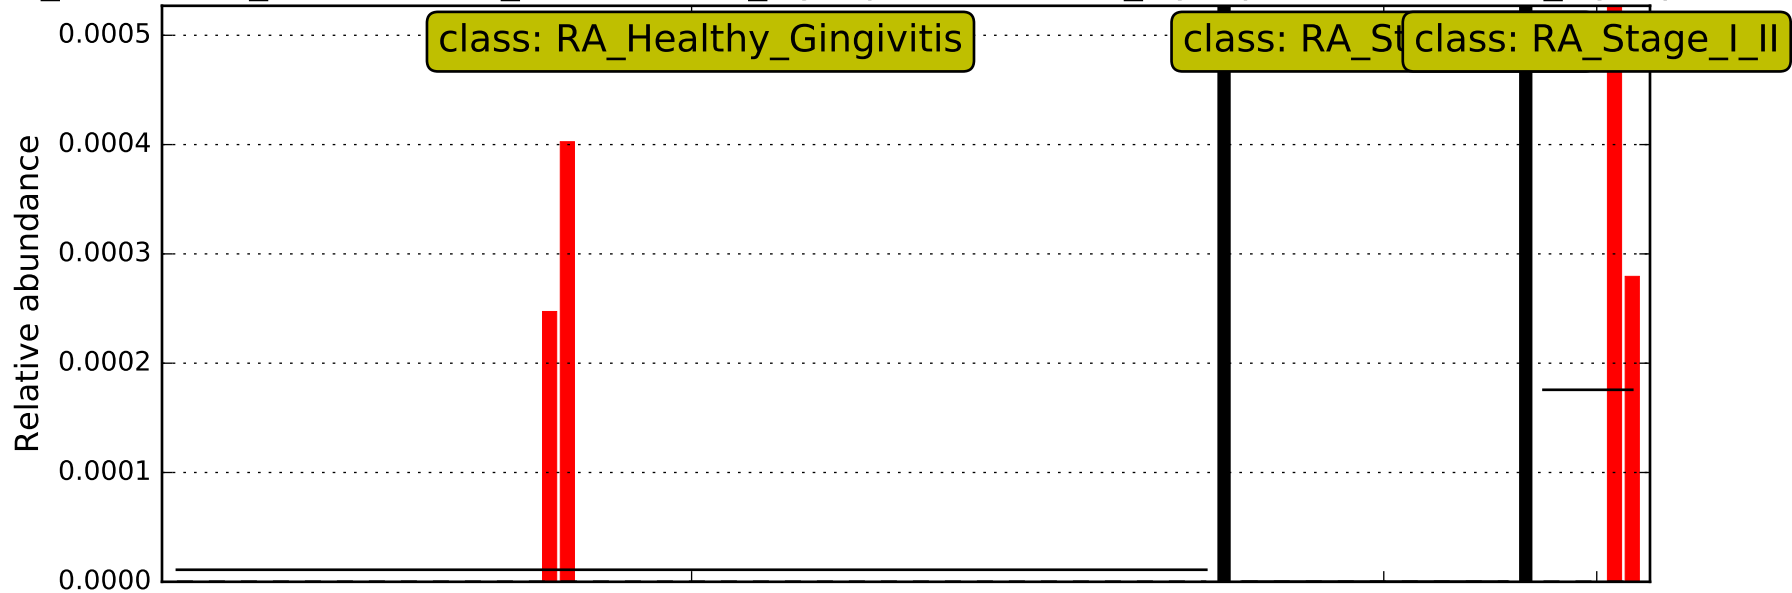 0.0005
class: RA_Healthy_Gingivitis
class: RA_St
class: RA_Stage_I_II
0.0004
0.0003
0.0002
0.0001
0.0000
Relative abundance